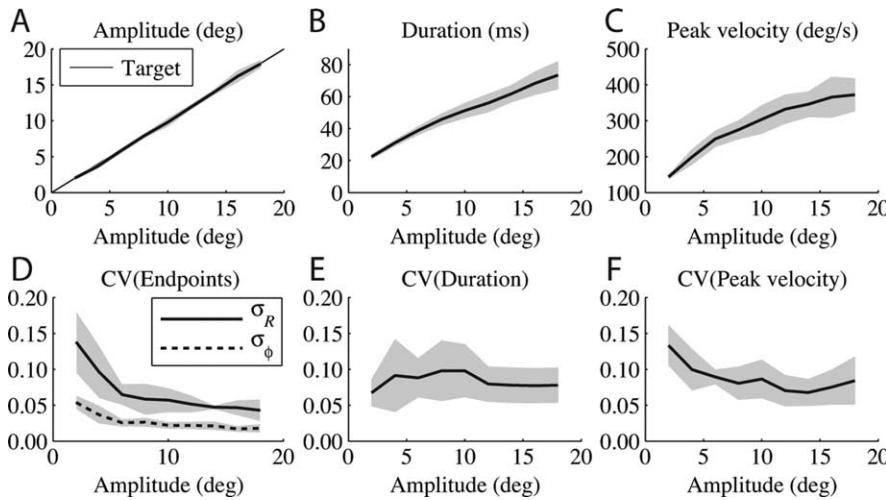 A Amplitude (deg)
B Duration (ms)
C Peak velocity (deg/s)
20
15
10
5
0
Target
0 5 10 15 20
Amplitude (deg)
80
60
40
20
0
0 5 10 15 20
Amplitude (deg)
500
400
300
200
100
0 5 10 15 20
Amplitude (deg)
D CV(Endpoints)
E CV(Duration)
F CV(Peak velocity)
0.20
0.15
0.10
0.05
0.00
σR
σϕ
0 5 10 15 20
Amplitude (deg)
0.20
0.15
0.10
0.05
0.00
0 5 10 15 20
Amplitude (deg)
0.20
0.15
0.10
0.05
0.00
0 5 10 15 20
Amplitude (deg)